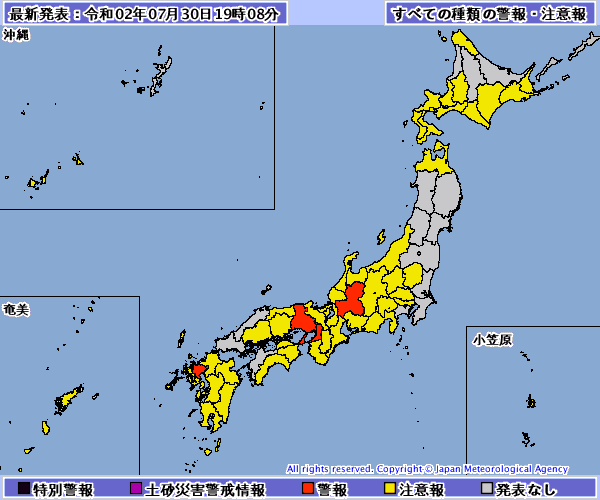 最新発表：令和02年07月30日19時08分
すべての種類の警報・注意報
沖縄
奄美
小笠原
All rights reserved. Copyright © Japan Meteorological Agency
特別警報
土砂災害警戒情報
警報
注意報
発表なし